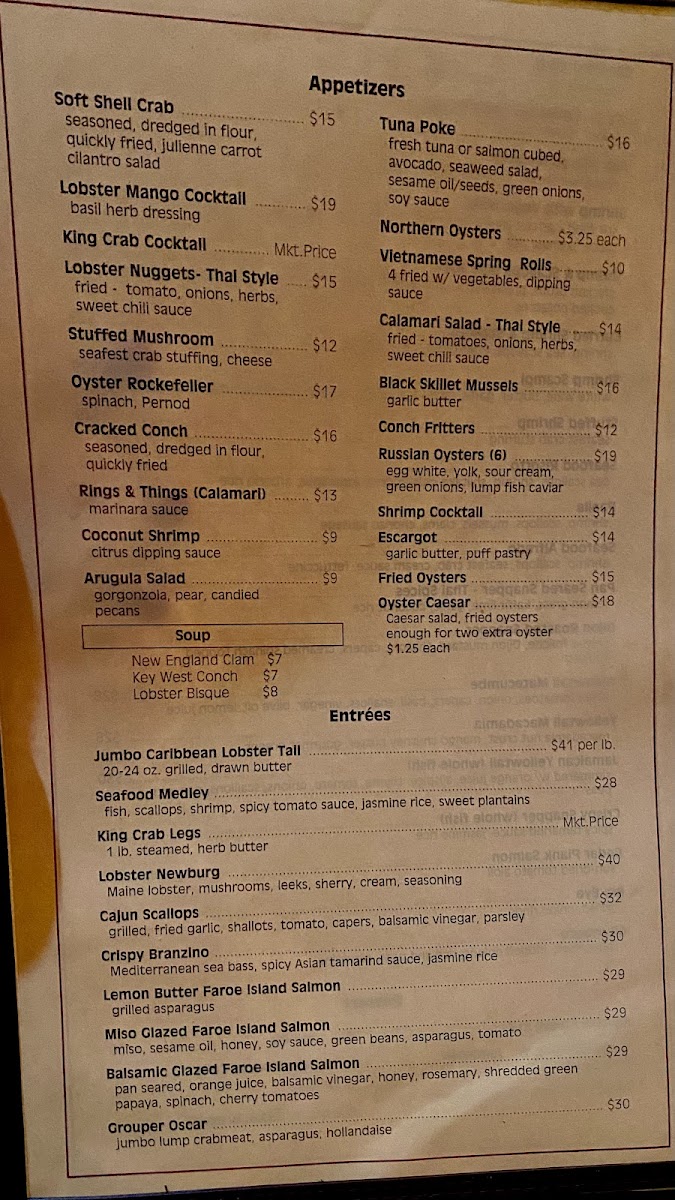 Appetizers
Soft Shell Crab ........................ $15
seasoned, dredged in flour,
quickly fried, julienne carrot
cilantro salad
Lobster Mango Cocktail ............ $19
basil herb dressing
King Crab Cocktail ............. Mkt.Price
Lobster Nuggets- Thai Style ..... $15
fried - tomato, onions, herbs,
sweet chili sauce
Stuffed Mushroom ..................... $12
seafest crab stuffing, cheese
Oyster Rockefeller ..................... $17
spinach, Pernod
Cracked Conch ........................... $16
seasoned, dredged in flour,
quickly fried
Rings & Things (Calamari) ........ $13
marinara sauce
Coconut Shrimp .......................... $9
citrus dipping sauce
Arugula Salad .............................. $9
gorgonzola, pear, candied
pecans
Soup
New England Clam $7
Key West Conch $7
Lobster Bisque $8
Tuna Poke .................................. $16
fresh tuna or salmon cubed,
avocado, seaweed salad,
sesame oil/seeds, green onions,
soy sauce
Northern Oysters ........... $3.25 each
Vietnamese Spring Rolls ......... $10
4 fried w/ vegetables, dipping
sauce
Calamari Salad - Thai Style ...... $14
fried - tomatoes, onions, herbs,
sweet chili sauce
Black Skillet Mussels ................ $16
garlic butter
Conch Fritters .......................... $12
Russian Oysters (6) .................. $19
egg white, yolk, sour cream,
green onions, lump fish caviar
Shrimp Cocktail ....................... $14
Escargot .................................. $14
garlic butter, puff pastry
Fried Oysters ........................... $15
Oyster Caesar .......................... $18
Caesar salad, fried oysters
enough for two extra oyster
$1.25 each
Entrées
Jumbo Caribbean Lobster Tail ........................................ $41 per lb.
20-24 oz. grilled, drawn butter
Seafood Medley ........................................ $28
fish, scallops, shrimp, spicy tomato sauce, jasmine rice, sweet plantains
King Crab Legs ........................................ Mkt.Price
1 lb. steamed, herb butter
Lobster Newburg ........................................ $40
Maine lobster, mushrooms, leeks, sherry, cream, seasoning
Cajun Scallops ........................................ $32
grilled, fried garlic, shallots, tomato, capers, balsamic vinegar, parsley
Crispy Branzino ........................................ $30
Mediterranean sea bass, spicy Asian tamarind sauce, jasmine rice
Lemon Butter Faroe Island Salmon ........................................ $29
grilled asparagus
Miso Glazed Faroe Island Salmon ........................................ $29
miso, sesame oil, honey, soy sauce, green beans, asparagus, tomato
Balsamic Glazed Faroe Island Salmon ........................................ $29
pan seared, orange juice, balsamic vinegar, honey, rosemary, shredded green
papaya, spinach, cherry tomatoes
Grouper Oscar ........................................ $30
jumbo lump crabmeat, asparagus, hollandaise